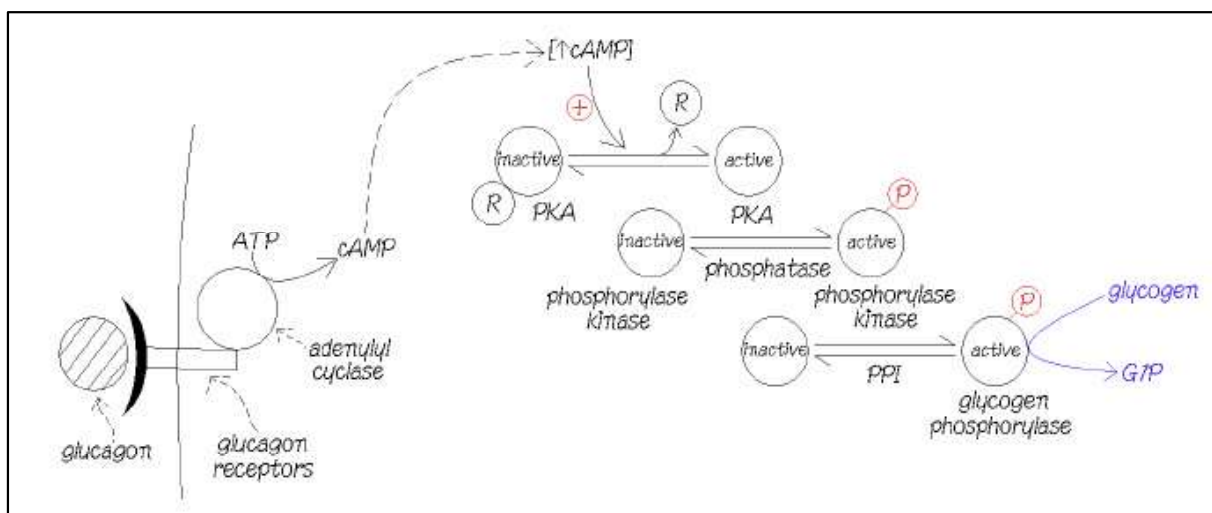 [↑cAMP]
+
R
inactive
active
R
PKA
PKA
P
inactive
active
phosphatase
phosphorylase
kinase
phosphorylase
kinase
ATP
cAMP
adenylyl
cyclase
glucagon
glucagon
receptors
P
glycogen
inactive
active
PPI
G1P
glycogen
phosphorylase